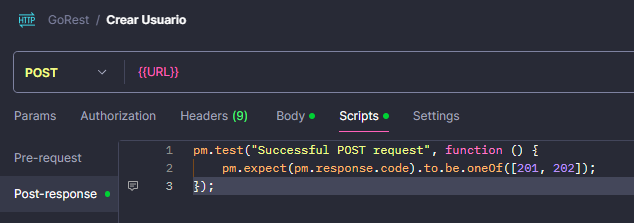 HTTP GoRest / Crear Usuario
POST {{URL}}
Params Authorization Headers (9) Body Scripts Settings
Pre-request
Post-response
1 pm.test("Successful POST request", function () {
2 pm.expect(pm.response.code).to.be.oneOf([201, 202]);
3 });